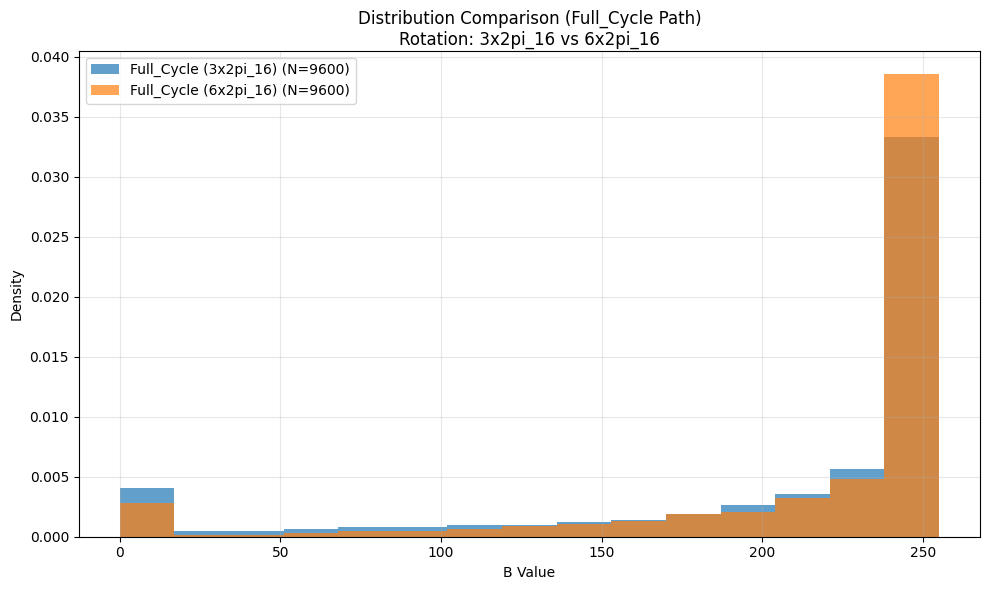 Distribution Comparison (Full_Cycle Path)
Rotation: 3x2pi_16 vs 6x2pi_16
Full_Cycle (3x2pi_16) (N=9600)
Full_Cycle (6x2pi_16) (N=9600)
0.040
0.035
0.030
0.025
0.020
0.015
0.010
0.005
0.000
Density
0 50 100 150 200 250
B Value